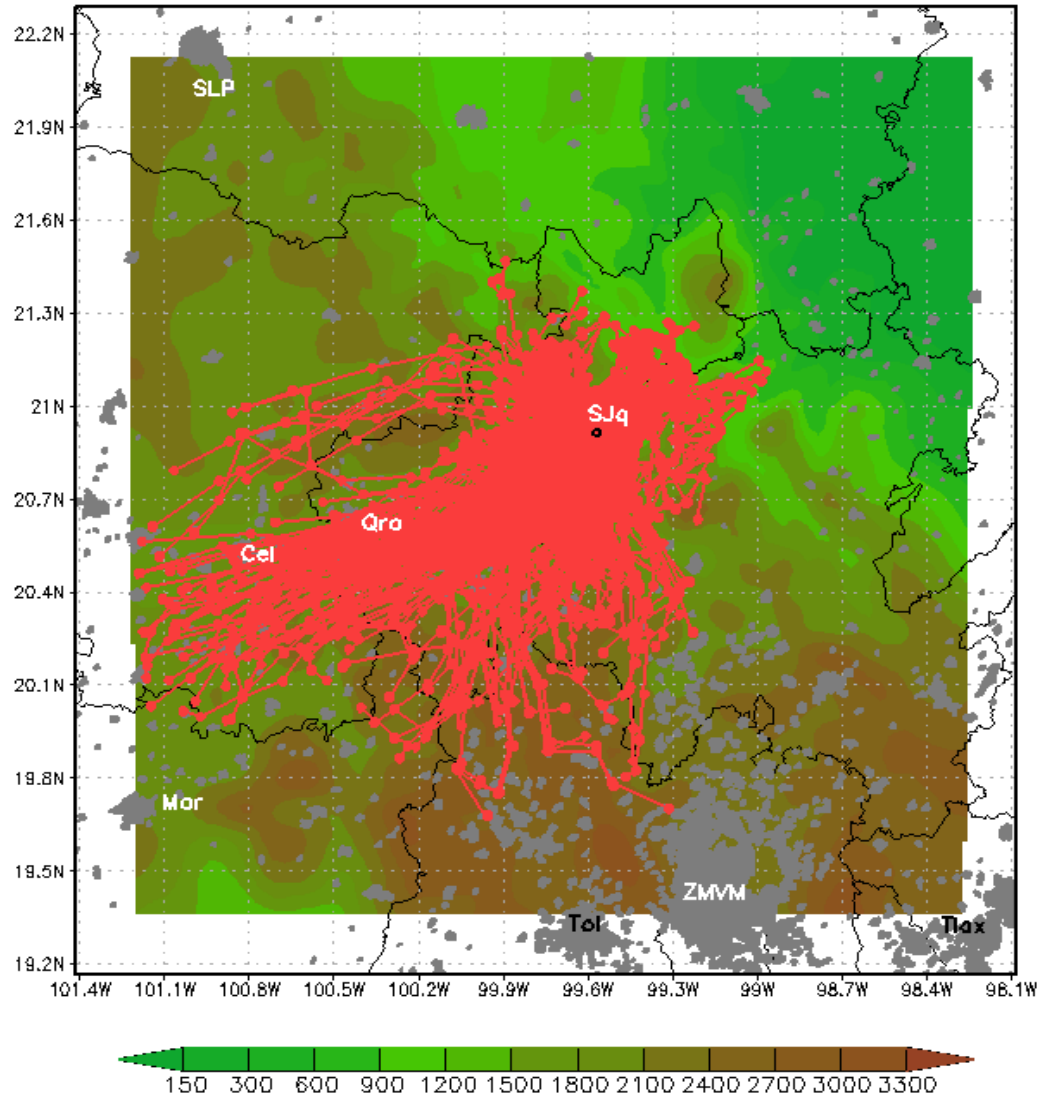 22.2N
SLP
21.9N
21.6N
21.3N
21N
SJq
20.7N
Qro
Cel
20.4N
20.1N
19.8N
Mor
19.5N
ZMVM
Tol
Tlax
19.2N
101.4W 101.1W 100.8W 100.5W 100.2W 99.9W 99.6W 99.3W 99W 98.7W 98.4W 98.1W
150 300 600 900 1200 1500 1800 2100 2400 2700 3000 3300